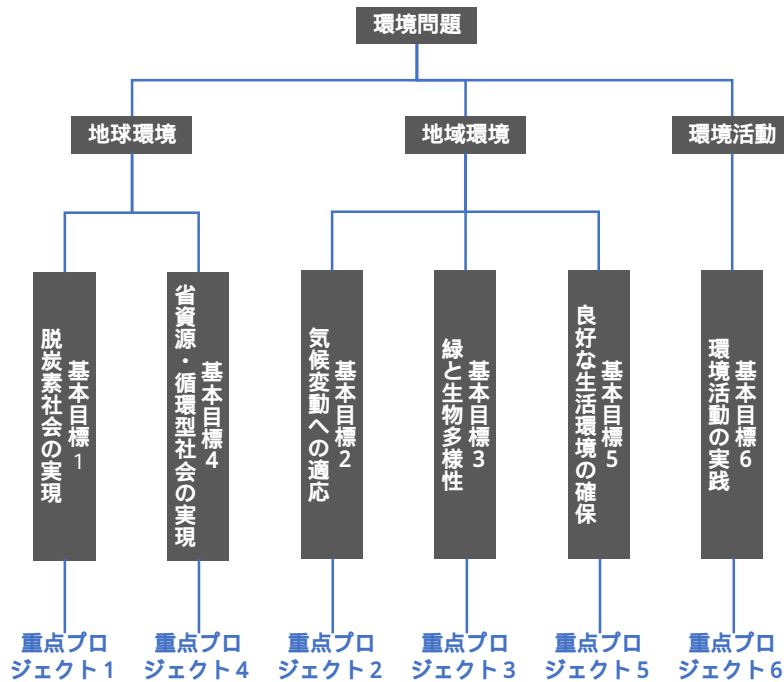 環境問題
地球環境
地域環境
環境活動
基本目標1
脱炭素社会の実現
基本目標4
省資源・循環型社会の実現
基本目標2
気候変動への適応
基本目標3
緑と生物多様性
基本目標5
良好な生活環境の確保
基本目標6
環境活動の実践
重点プロ
ジェクト1
重点プロ
ジェクト4
重点プロ
ジェクト2
重点プロ
ジェクト3
重点プロ
ジェクト5
重点プロ
ジェクト6